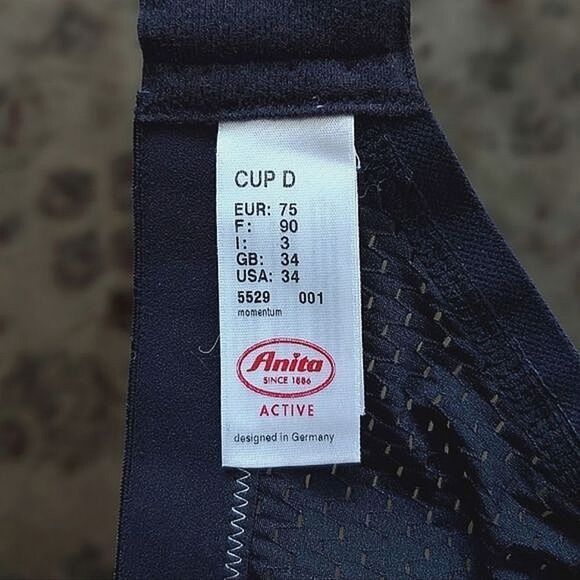 CUP D
EUR: 75
F: 90
I: 3
GB: 34
USA: 34
5529 001
momentum
Anita
SINCE 1886
ACTIVE
designed in Germany